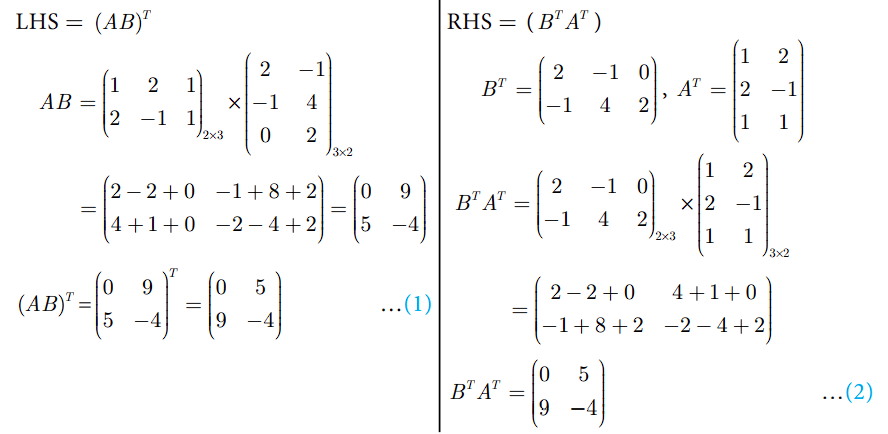 LHS = (AB)^T
AB = (1 2 1; 2 −1 1)_{2×3} × (2 −1; −1 4; 0 2)_{3×2}
= (2−2+0 −1+8+2; 4+1+0 −2−4+2) = (0 9; 5 −4)
(AB)^T = (0 9; 5 −4)^T = (0 5; 9 −4) ...(1)
RHS = (B^T A^T)
B^T = (2 −1 0; −1 4 2), A^T = (1 2; 2 −1; 1 1)
B^T A^T = (2 −1 0; −1 4 2)_{2×3} × (1 2; 2 −1; 1 1)_{3×2}
= (2−2+0 4+1+0; −1+8+2 −2−4+2)
B^T A^T = (0 5; 9 −4) ...(2)